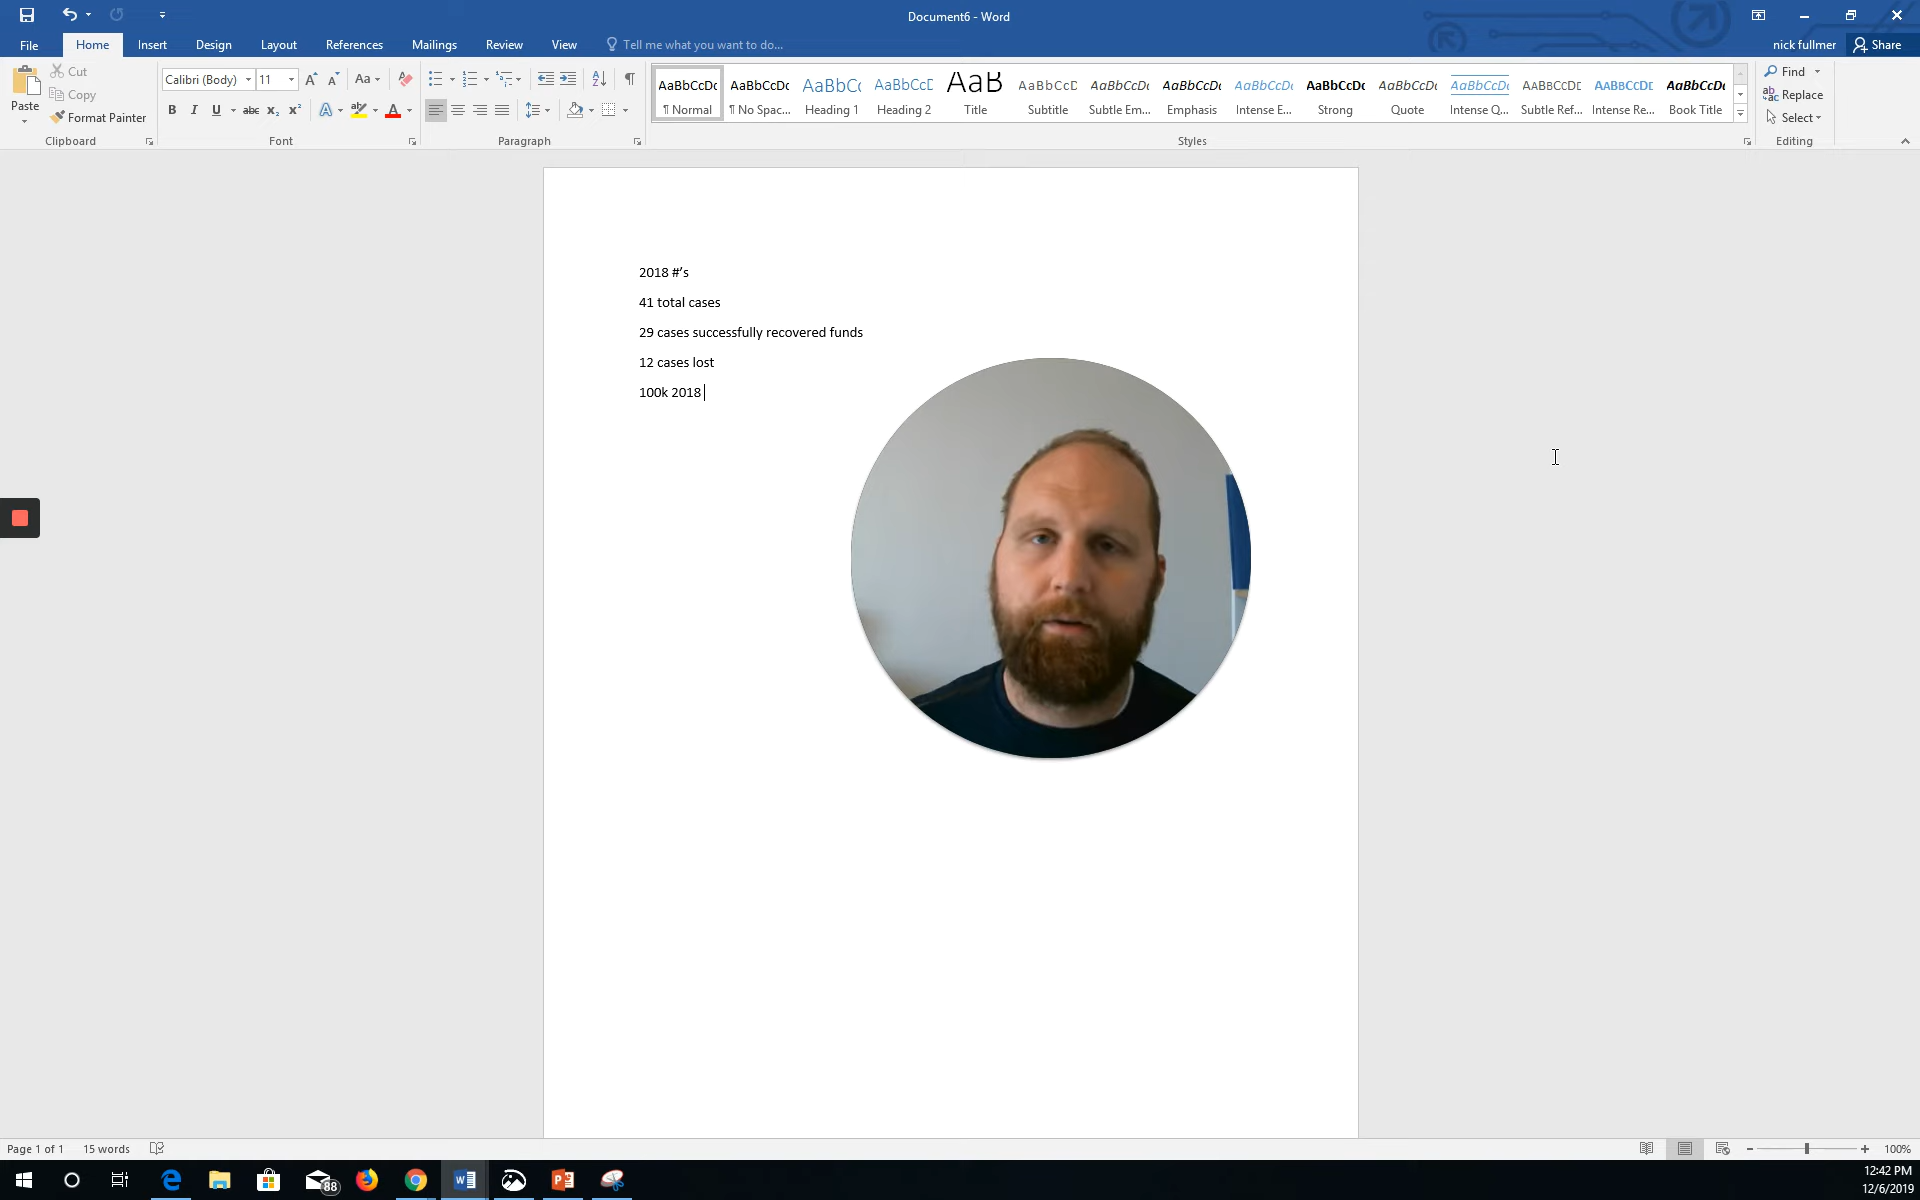 Document6 - Word
nick fullmer
Share
File
Home
Insert
Design
Layout
References
Mailings
Review
View
Tell me what you want to do...
Paste
Cut
Copy
Format Painter
Clipboard
Calibri (Body)
11
Font
Paragraph
AaBbCcDc
¶ Normal
AaBbCcDc
¶ No Spac...
AaBbCc
Heading 1
AaBbCcD
Heading 2
AaB
Title
AaBbCcD
Subtitle
AaBbCcDc
Subtle Em...
AaBbCcDc
Emphasis
AaBbCcDc
Intense E...
AaBbCcDc
Strong
AaBbCcDc
Quote
AaBbCcDc
Intense Q...
AABBCCDD
Subtle Ref...
AABBCCDD
Intense Re...
AaBbCcDc
Book Title
Styles
Find
Replace
Select
Editing
2018 #'s
41 total cases
29 cases successfully recovered funds
12 cases lost
100k 2018
Page 1 of 1
15 words
100%
88
12:42 PM
12/6/2019